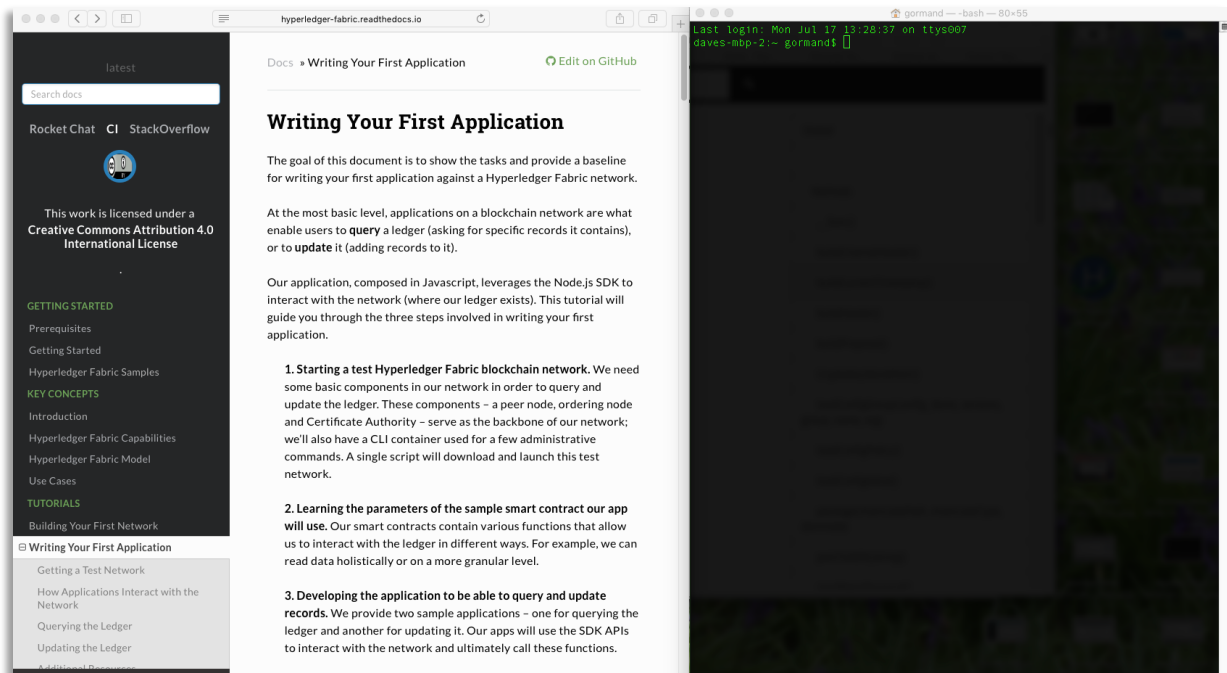 hyperledger-fabric.readthedocs.io
latest
Search docs
Rocket Chat CI StackOverflow
This work is licensed under a
Creative Commons Attribution 4.0
International License
.
GETTING STARTED
Prerequisites
Getting Started
Hyperledger Fabric Samples
KEY CONCEPTS
Introduction
Hyperledger Fabric Capabilities
Hyperledger Fabric Model
Use Cases
TUTORIALS
Building Your First Network
Writing Your First Application
Getting a Test Network
How Applications Interact with the
Network
Querying the Ledger
Updating the Ledger
Additional Resources
Docs » Writing Your First Application
Edit on GitHub
Writing Your First Application
The goal of this document is to show the tasks and provide a baseline
for writing your first application against a Hyperledger Fabric network.
At the most basic level, applications on a blockchain network are what
enable users to query a ledger (asking for specific records it contains),
or to update it (adding records to it).
Our application, composed in Javascript, leverages the Node.js SDK to
interact with the network (where our ledger exists). This tutorial will
guide you through the three steps involved in writing your first
application.
1. Starting a test Hyperledger Fabric blockchain network. We need
some basic components in our network in order to query and
update the ledger. These components – a peer node, ordering node
and Certificate Authority – serve as the backbone of our network;
we'll also have a CLI container used for a few administrative
commands. A single script will download and launch this test
network.
2. Learning the parameters of the sample smart contract our app
will use. Our smart contracts contain various functions that allow
us to interact with the ledger in different ways. For example, we can
read data holistically or on a more granular level.
3. Developing the application to be able to query and update
records. We provide two sample applications – one for querying the
ledger and another for updating it. Our apps will use the SDK APIs
to interact with the network and ultimately call these functions.
gormand — -bash — 80×55
Last login: Mon Jul 17 13:28:37 on ttys007
daves-mbp-2:~ gormand$